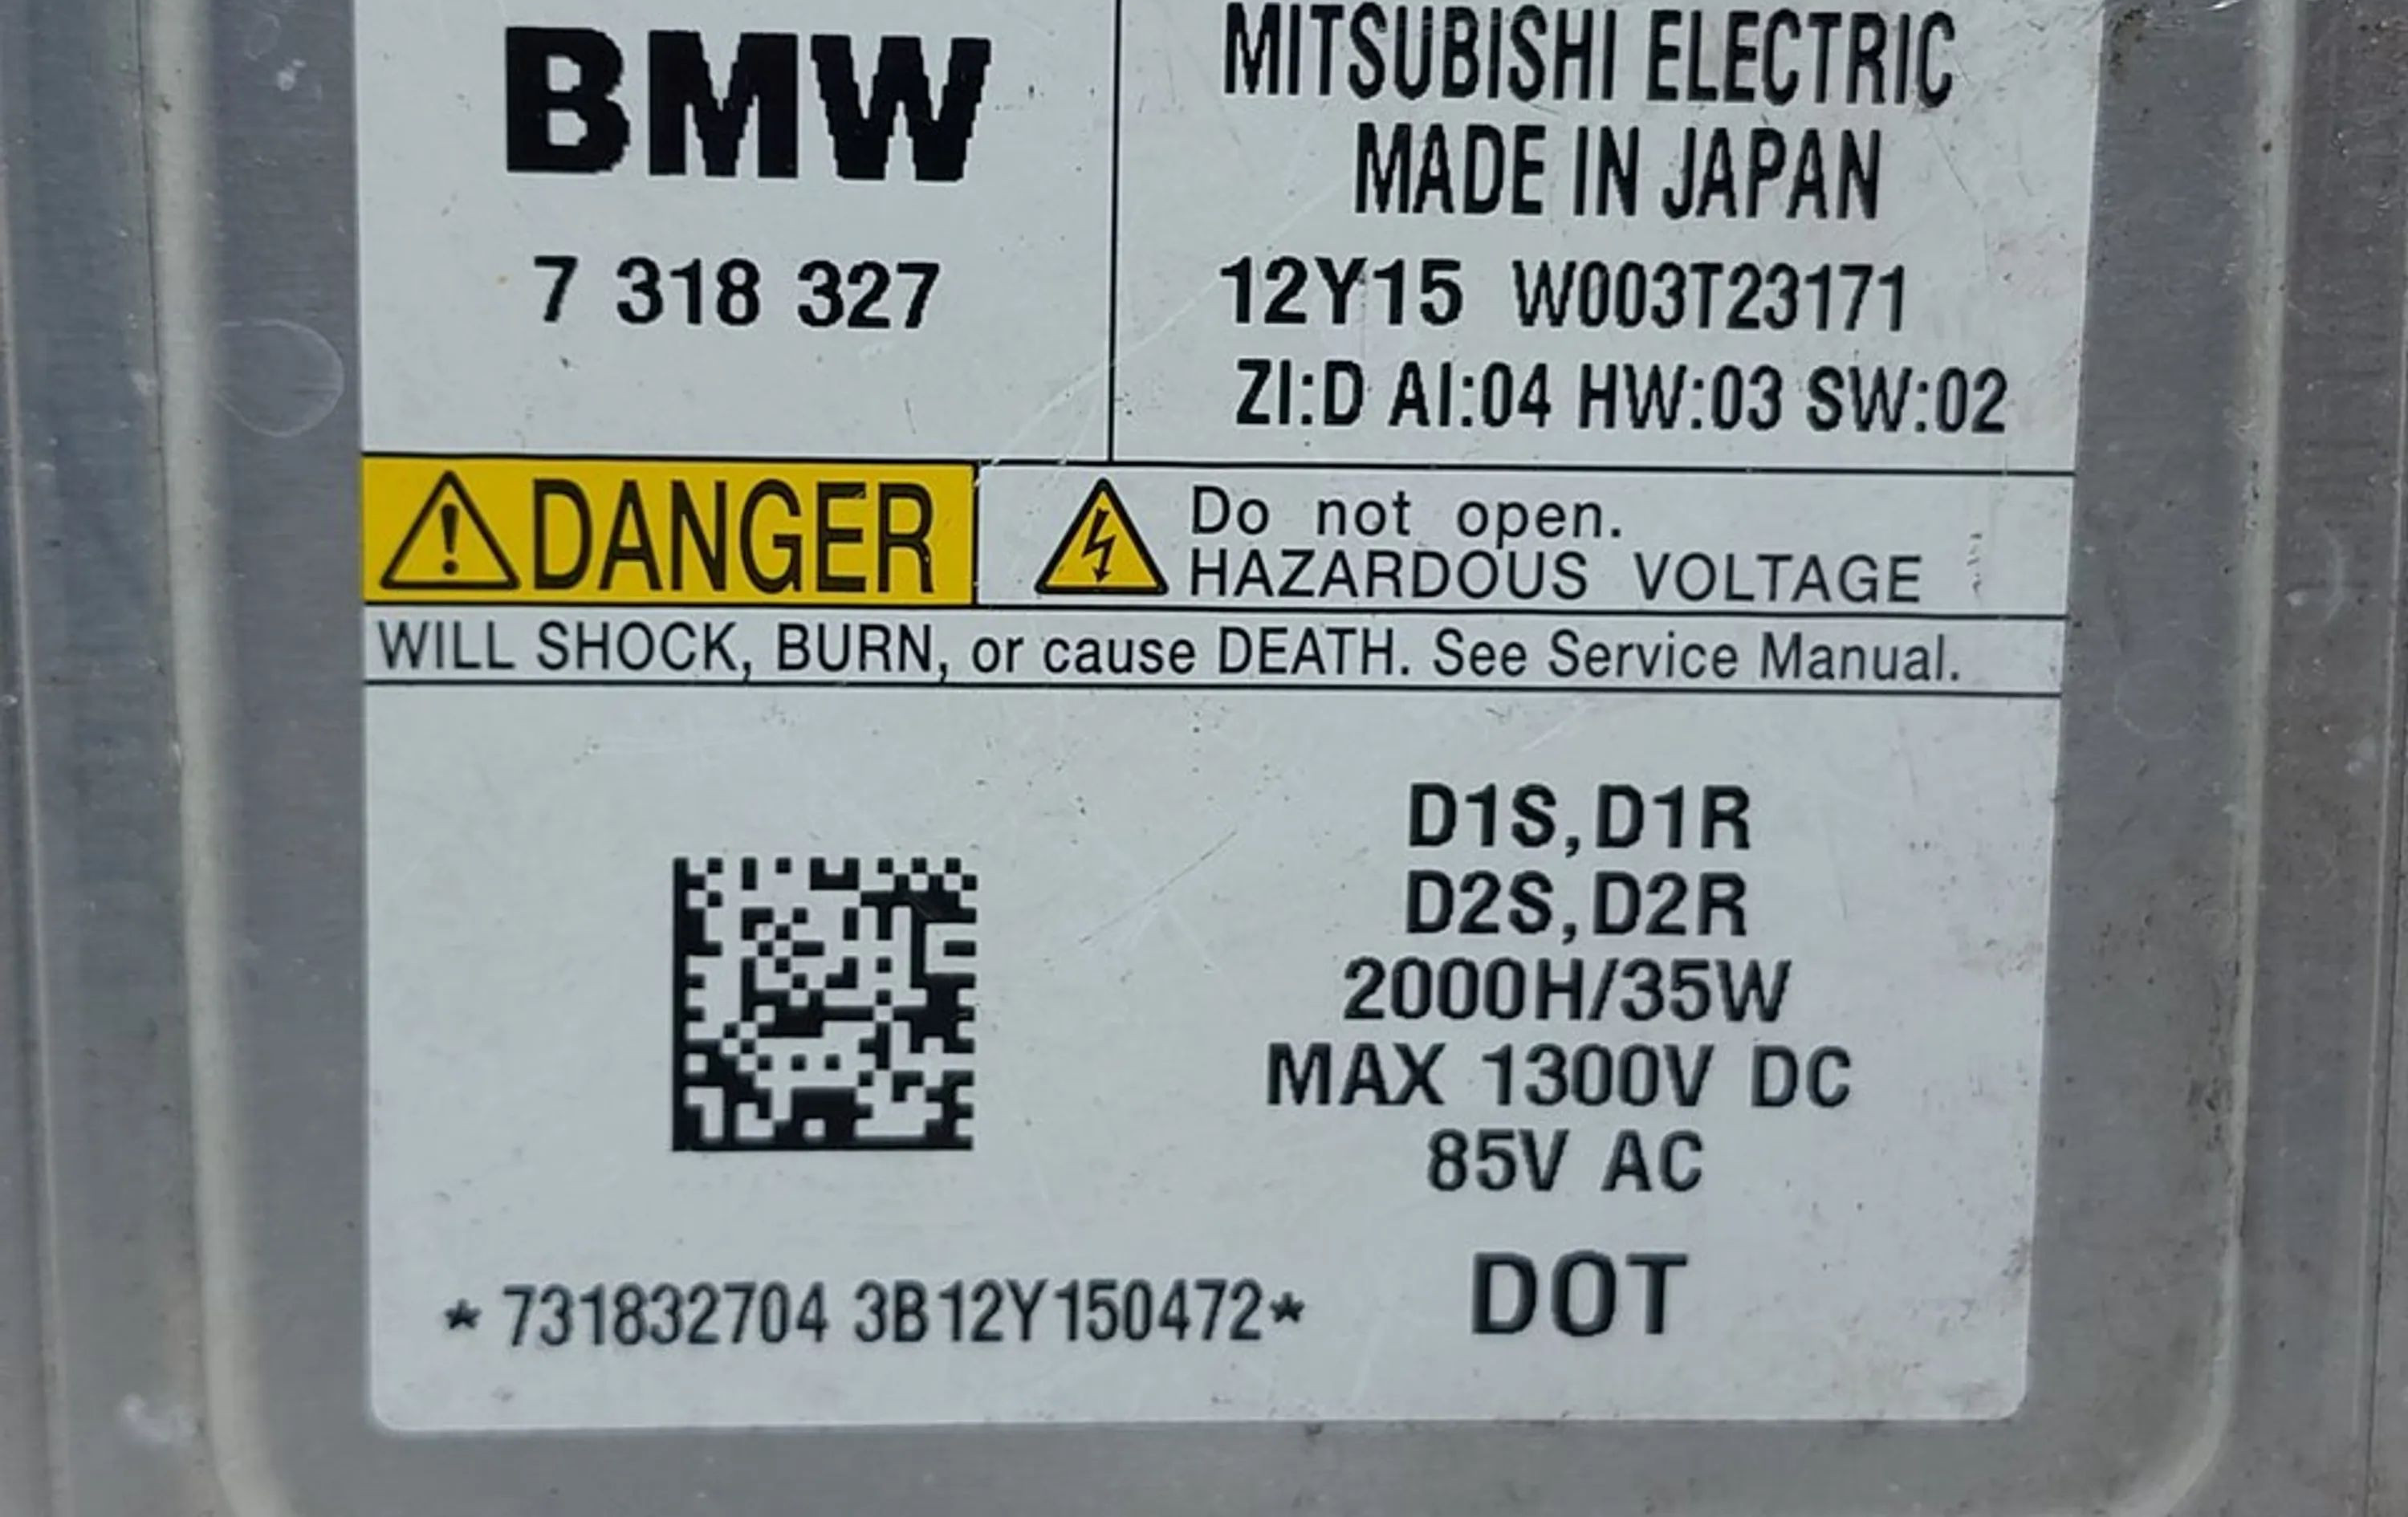 BMW
7 318 327
MITSUBISHI ELECTRIC
MADE IN JAPAN
12Y15 W003T23171
ZI:D AI:04 HW:03 SW:02
DANGER
Do not open.
HAZARDOUS VOLTAGE
WILL SHOCK, BURN, or cause DEATH. See Service Manual.
D1S,D1R
D2S,D2R
2000H/35W
MAX 1300V DC
85V AC
DOT
*731832704 3B12Y150472*